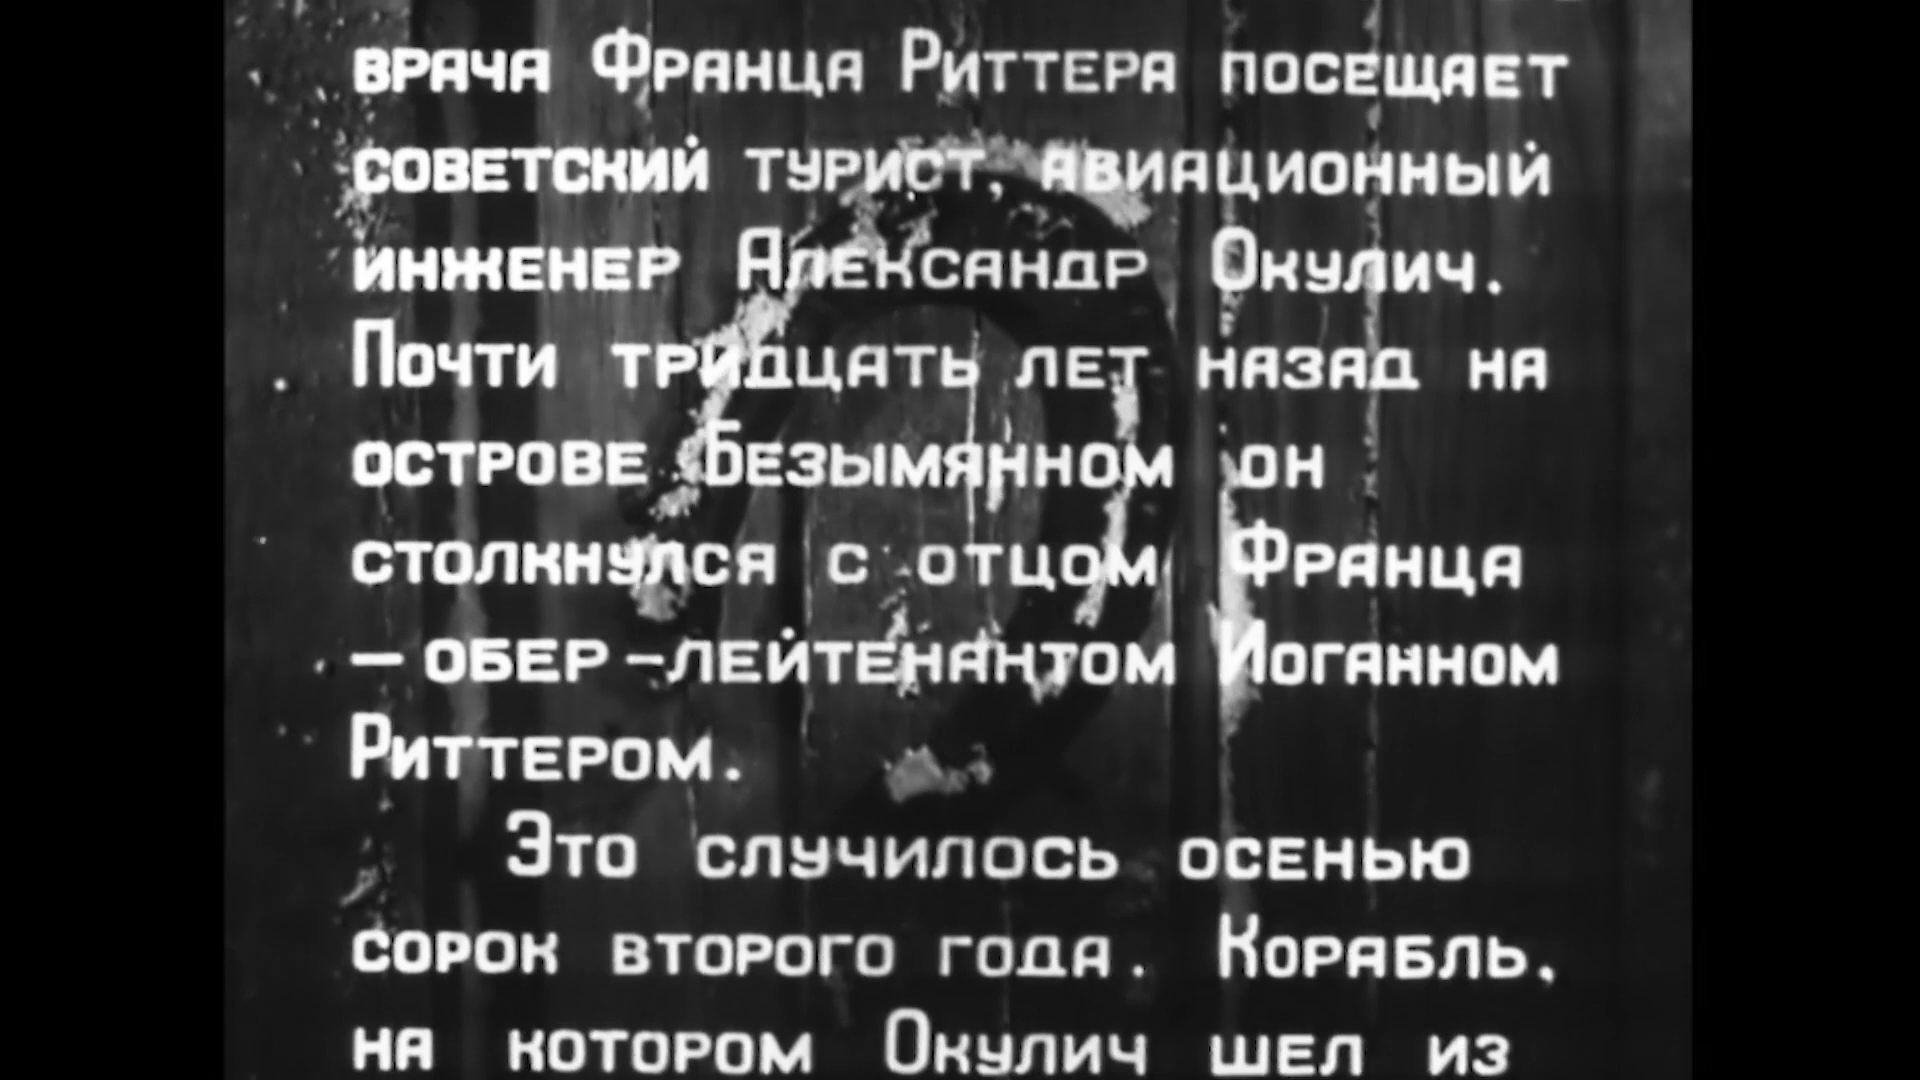 врача Франца Риттера посещает
советский турист, авиационный
инженер Александр Окулич.
Почти тридцать лет назад на
острове Безымянном он
столкнулся с отцом Франца
— обер-лейтенантом Иоганном
Риттером.
Это случилось осенью
сорок второго года. Корабль,
на котором Окулич шел из